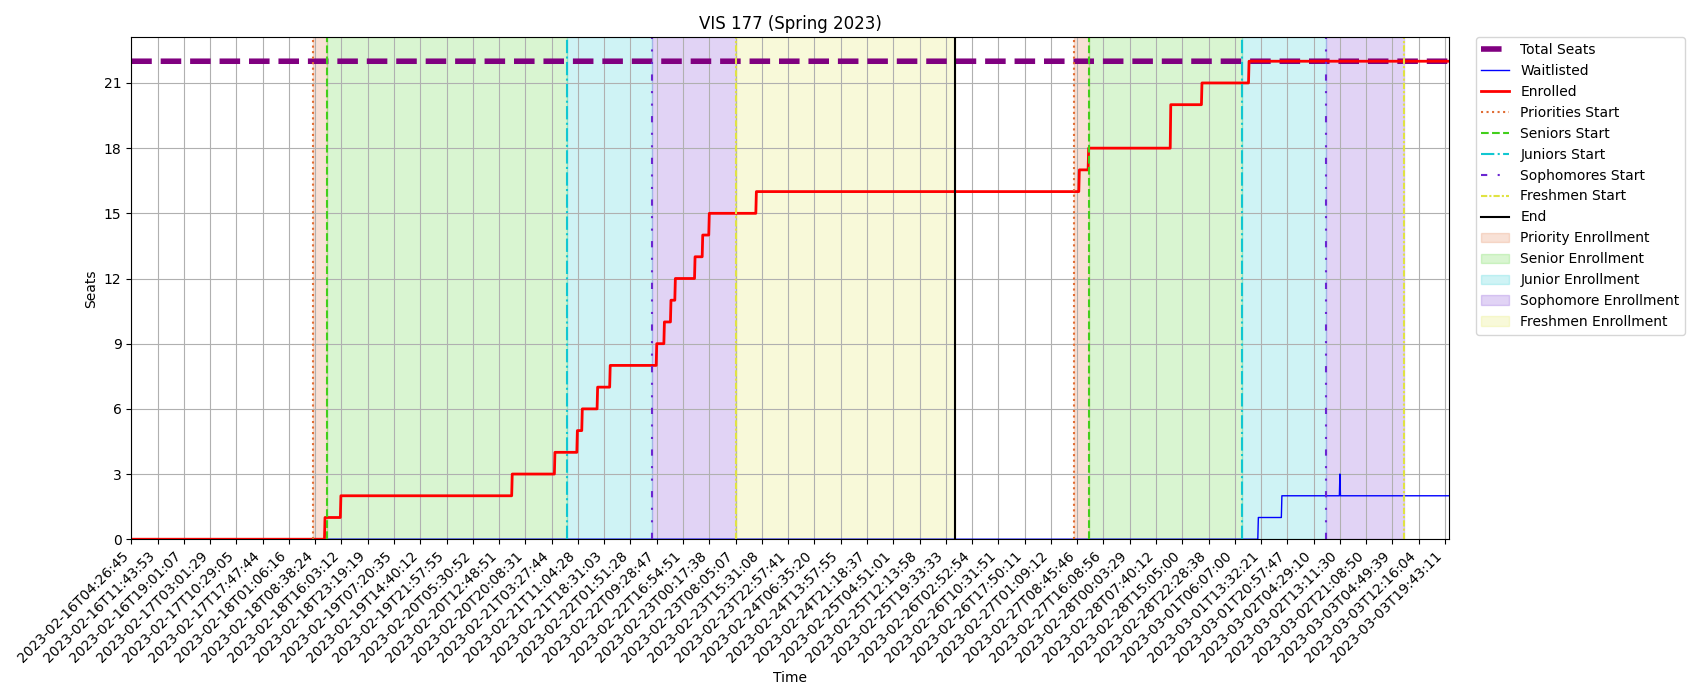 VIS 177 (Spring 2023)
Seats
21
18
15
12
9
6
3
0
2023-02-16T04:26:45
2023-02-16T11:43:53
2023-02-16T19:01:07
2023-02-17T03:01:29
2023-02-17T10:29:05
2023-02-17T17:47:44
2023-02-18T01:06:16
2023-02-18T08:38:24
2023-02-18T16:03:12
2023-02-18T23:19:19
2023-02-19T07:20:35
2023-02-19T14:40:12
2023-02-19T21:57:55
2023-02-20T05:30:52
2023-02-20T12:48:51
2023-02-20T20:08:31
2023-02-21T03:27:44
2023-02-21T11:04:28
2023-02-21T18:31:03
2023-02-22T01:51:28
2023-02-22T09:28:47
2023-02-22T16:54:51
2023-02-23T00:17:38
2023-02-23T08:05:07
2023-02-23T15:31:08
2023-02-23T22:57:41
2023-02-24T06:35:20
2023-02-24T13:57:55
2023-02-24T21:18:37
2023-02-25T04:51:01
2023-02-25T12:13:58
2023-02-25T19:33:33
2023-02-26T02:52:54
2023-02-26T10:31:51
2023-02-26T17:50:11
2023-02-27T01:09:12
2023-02-27T08:45:46
2023-02-27T16:08:56
2023-02-28T00:03:29
2023-02-28T07:40:12
2023-02-28T15:05:00
2023-02-28T22:28:38
2023-03-01T06:07:00
2023-03-01T13:32:21
2023-03-01T20:57:47
2023-03-02T04:29:10
2023-03-02T13:11:30
2023-03-02T21:08:50
2023-03-03T04:49:39
2023-03-03T12:16:04
2023-03-03T19:43:11
Time
Total Seats
Waitlisted
Enrolled
Priorities Start
Seniors Start
Juniors Start
Sophomores Start
Freshmen Start
End
Priority Enrollment
Senior Enrollment
Junior Enrollment
Sophomore Enrollment
Freshmen Enrollment